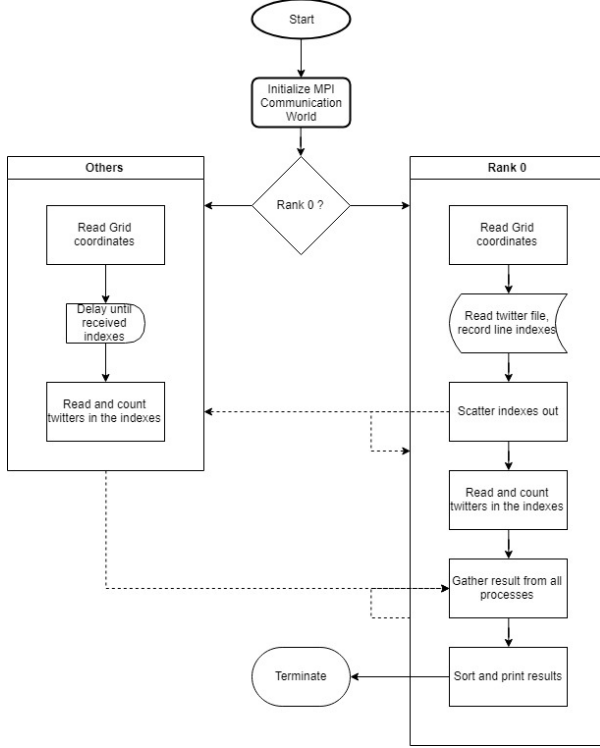 Start
Initialize MPI
Communication
World
Rank 0 ?
Others
Read Grid
coordinates
Delay until
received
indexes
Read and count
twitters in the indexes
Rank 0
Read Grid
coordinates
Read twitter file,
record line indexes
Scatter indexes out
Read and count
twitters in the indexes
Gather result from all
processes
Sort and print results
Terminate